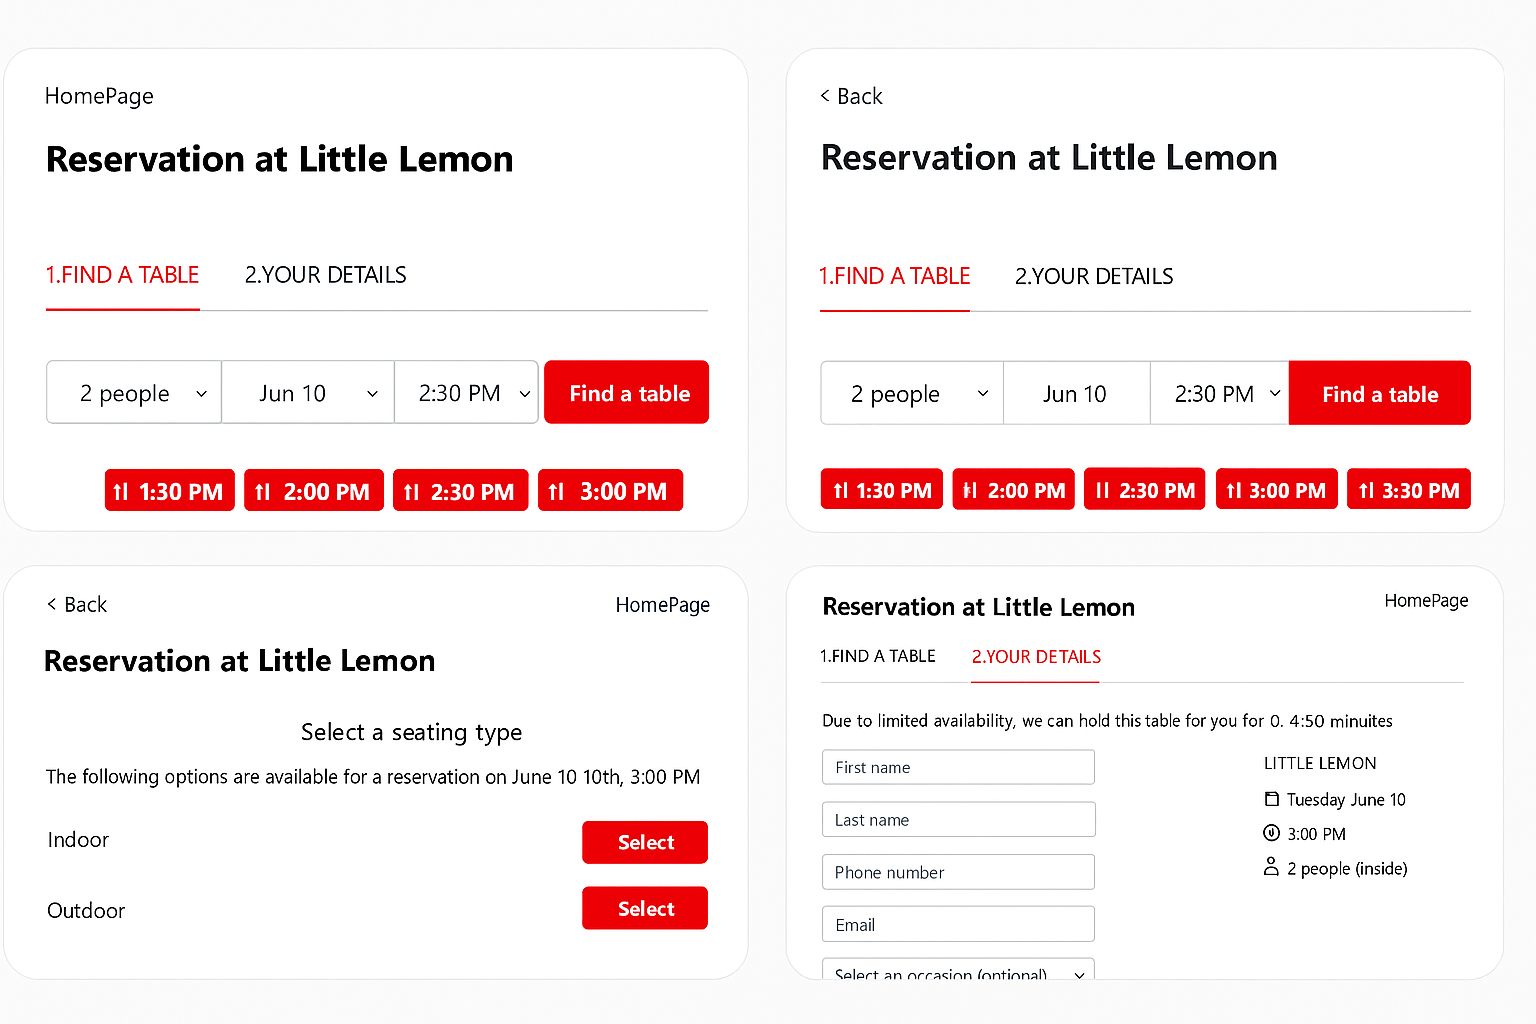 HomePage
Reservation at Little Lemon
1.FIND A TABLE 2.YOUR DETAILS
2 people Jun 10 2:30 PM Find a table
1:30 PM 2:00 PM 2:30 PM 3:00 PM
< Back
Reservation at Little Lemon
1.FIND A TABLE 2.YOUR DETAILS
2 people Jun 10 2:30 PM Find a table
1:30 PM 2:00 PM 2:30 PM 3:00 PM 3:30 PM
< Back HomePage
Reservation at Little Lemon
Select a seating type
The following options are available for a reservation on June 10 10th, 3:00 PM
Indoor Select
Outdoor Select
Reservation at Little Lemon HomePage
1.FIND A TABLE 2.YOUR DETAILS
Due to limited availability, we can hold this table for you for 0. 4:50 minuites
First name
Last name
Phone number
Email
Select an occasion (optional)
LITTLE LEMON
Tuesday June 10
3:00 PM
2 people (inside)